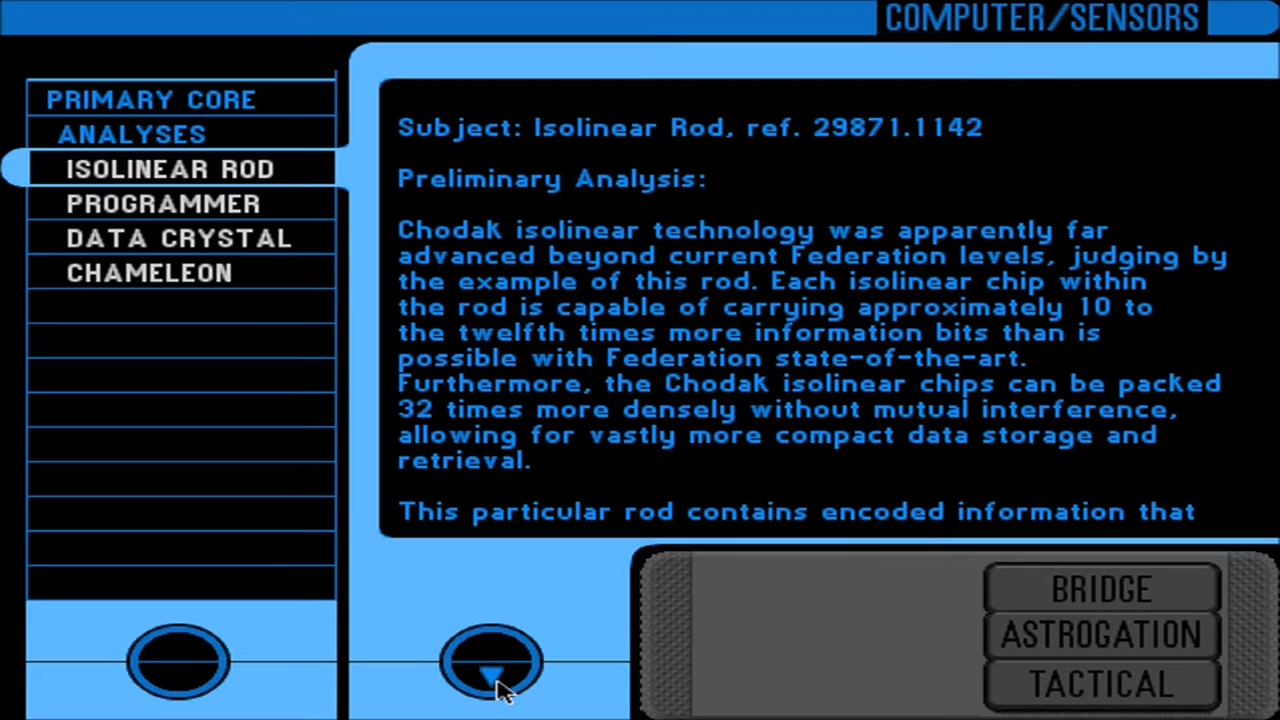 COMPUTER/SENSORS
PRIMARY CORE
ANALYSES
ISOLINEAR ROD
PROGRAMMER
DATA CRYSTAL
CHAMELEON
Subject: Isolinear Rod, ref. 29871.1142
Preliminary Analysis:
Chodak isolinear technology was apparently far
advanced beyond current Federation levels, judging by
the example of this rod. Each isolinear chip within
the rod is capable of carrying approximately 10 to
the twelfth times more information bits than is
possible with Federation state-of-the-art.
Furthermore, the Chodak isolinear chips can be packed
32 times more densely without mutual interference,
allowing for vastly more compact data storage and
retrieval.
This particular rod contains encoded information that
BRIDGE
ASTROGATION
TACTICAL